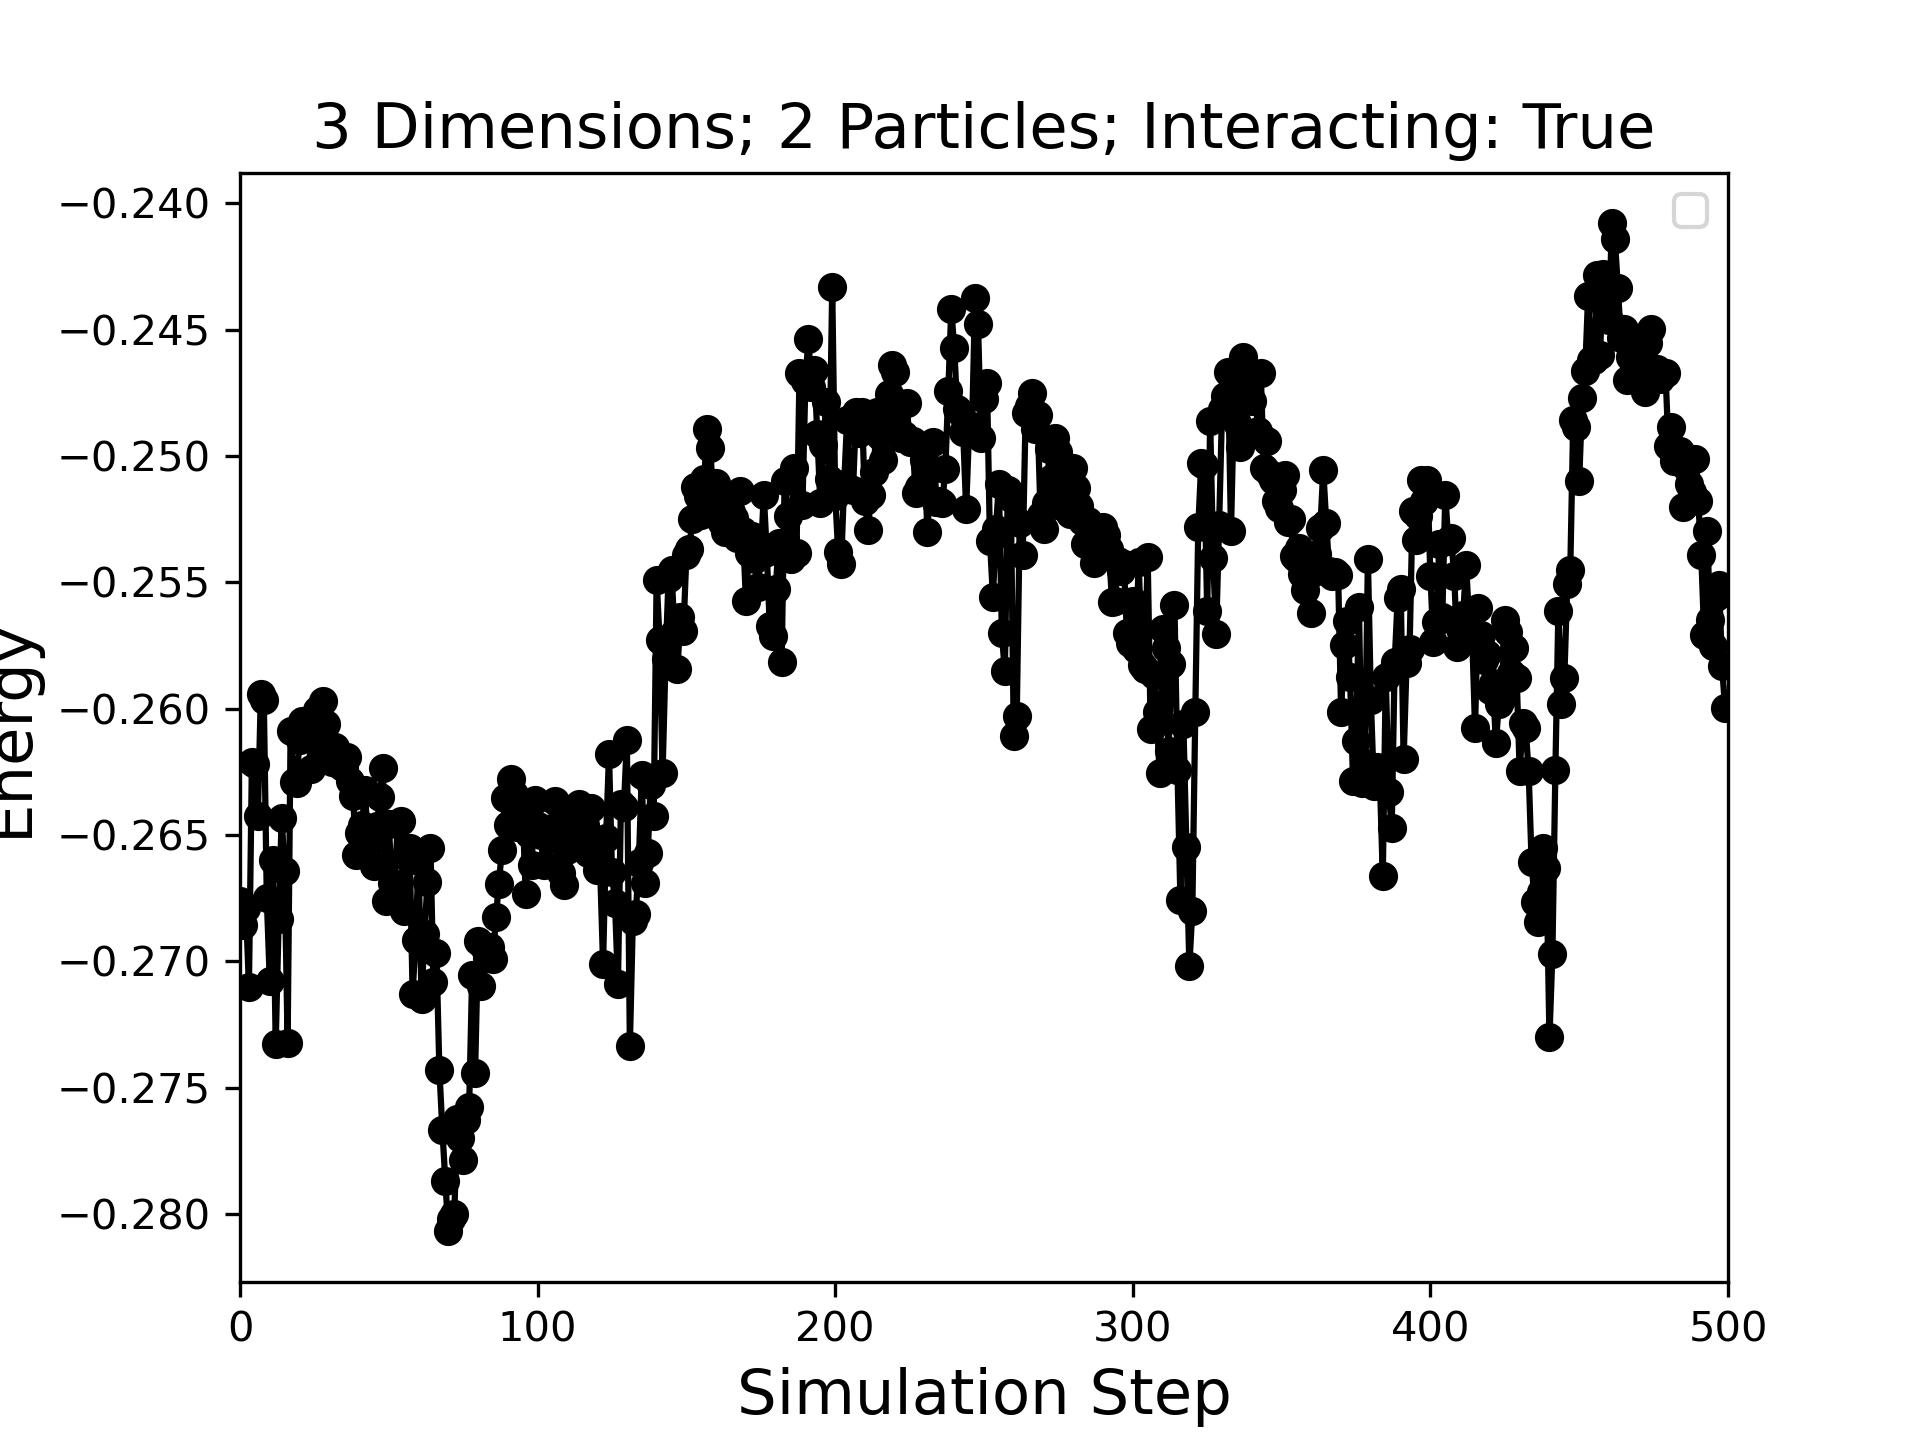 3 Dimensions; 2 Particles; Interacting: True
−0.240
−0.245
−0.250
−0.255
−0.260
−0.265
−0.270
−0.275
−0.280
Energy
0 100 200 300 400 500
Simulation Step